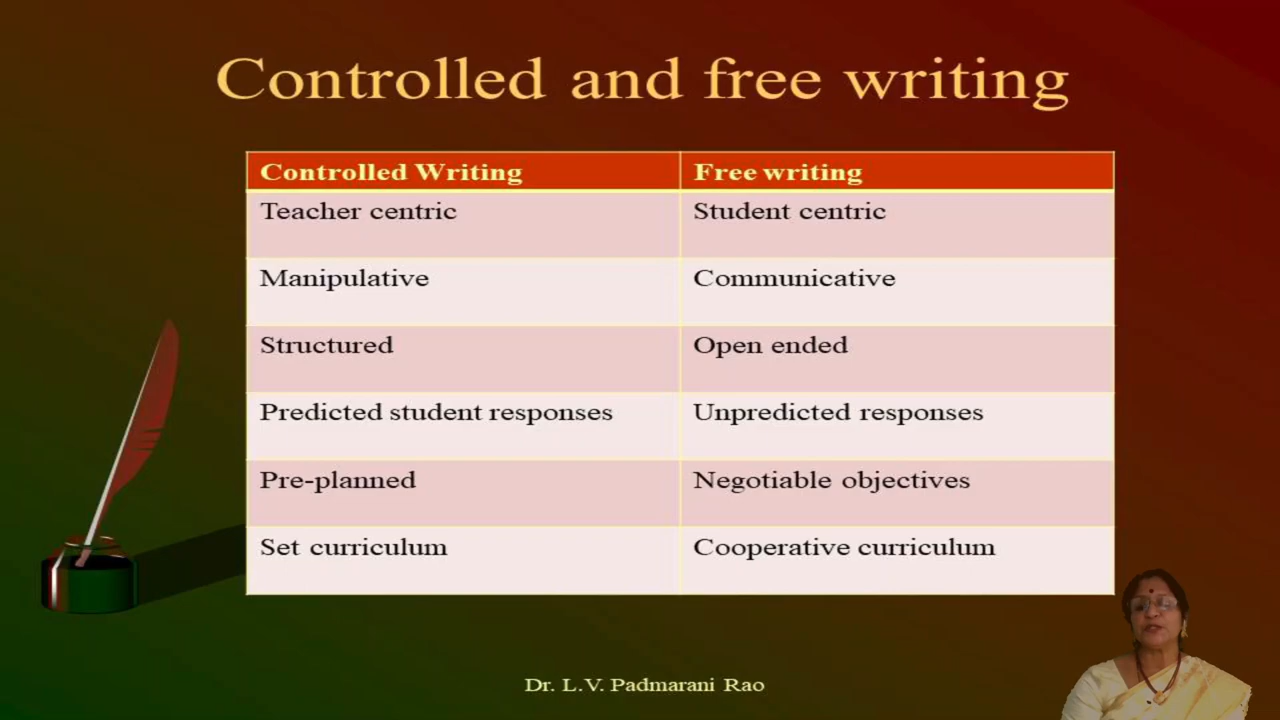 Controlled and free writing
Controlled Writing Free writing
Teacher centric Student centric
Manipulative Communicative
Structured Open ended
Predicted student responses Unpredicted responses
Pre-planned Negotiable objectives
Set curriculum Cooperative curriculum
Dr. L.V. Padmarani Rao